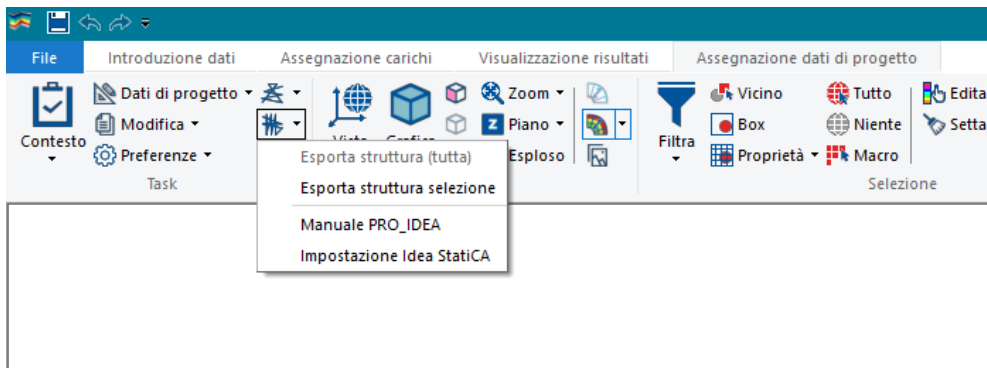 File Introduzione dati Assegnazione carichi Visualizzazione risultati Assegnazione dati di progetto
Contesto
Dati di progetto
Modifica
Preferenze
Task
Esporta struttura (tutta)
Esporta struttura selezione
Manuale PRO_IDEA
Impostazione Idea StatiCA
Zoom
Z Piano
Esploso
Filtra
Vicino
Box
Proprietà
Tutto
Niente
Macro
Selezione
Edita
Setta